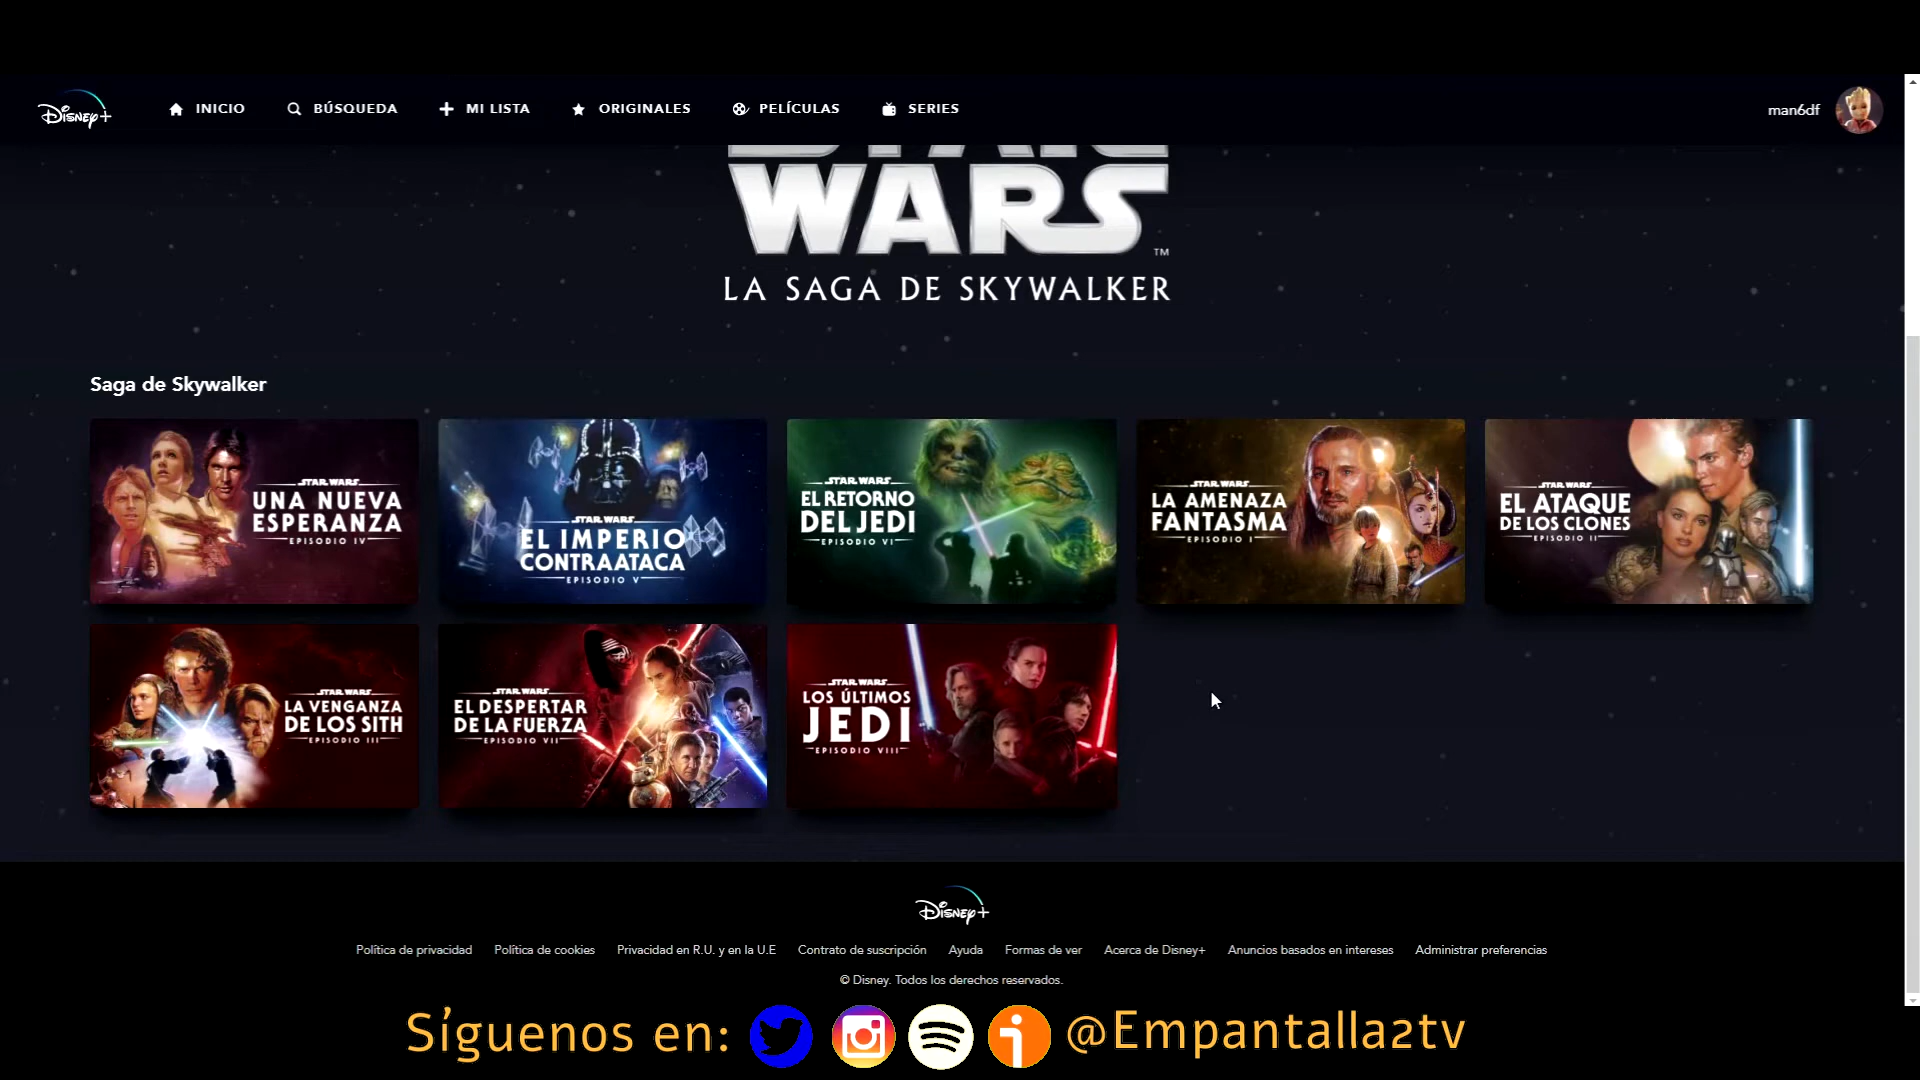 Disney+
INICIO
BÚSQUEDA
MI LISTA
ORIGINALES
PELÍCULAS
SERIES
man6df
STAR
WARS
TM
LA SAGA DE SKYWALKER
Saga de Skywalker
STAR WARS
UNA NUEVA
ESPERANZA
EPISODIO IV
STAR WARS
EL IMPERIO
CONTRAATACA
EPISODIO V
STAR WARS
EL RETORNO
DEL JEDI
EPISODIO VI
STAR WARS
LA AMENAZA
FANTASMA
EPISODIO I
STAR WARS
EL ATAQUE
DE LOS CLONES
EPISODIO II
STAR WARS
LA VENGANZA
DE LOS SITH
EPISODIO III
STAR WARS
EL DESPERTAR
DE LA FUERZA
EPISODIO VII
STAR WARS
LOS ÚLTIMOS
JEDI
EPISODIO VIII
Disney+
Política de privacidad Política de cookies Privacidad en R.U. y en la U.E Contrato de suscripción Ayuda Formas de ver Acerca de Disney+ Anuncios basados en intereses Administrar preferencias
© Disney. Todos los derechos reservados.
Síguenos en: @Empantalla2tv